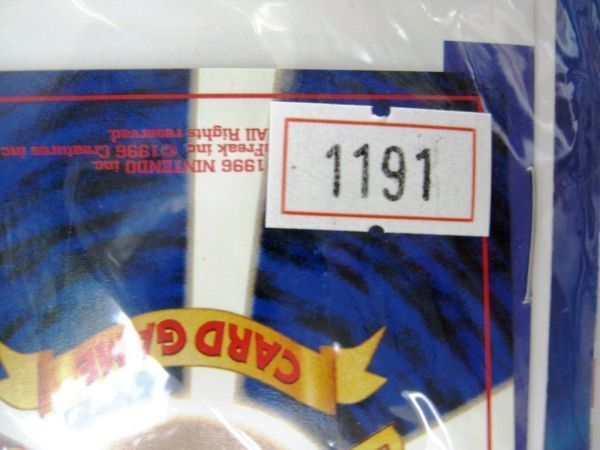 1191
1996 NINTENDO inc.
Freak inc. ©1996 Creatures inc
All Rights reserved.
CARD GAME